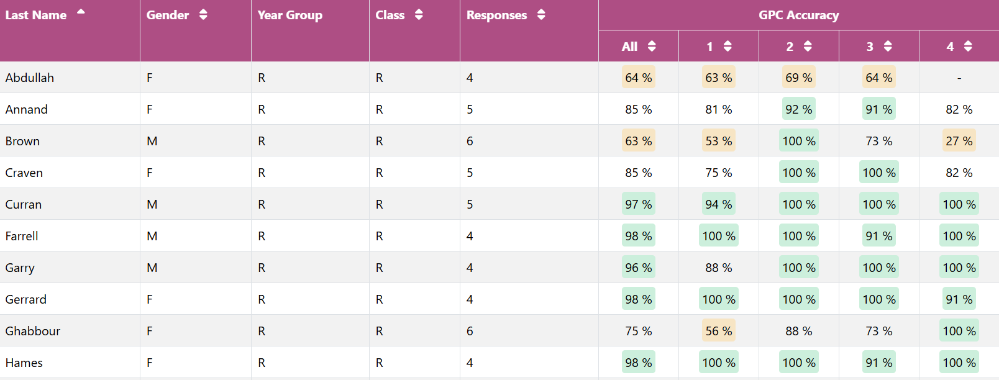 Last Name Gender Year Group Class Responses GPC Accuracy
All 1 2 3 4
Abdullah F R R 4 64 % 63 % 69 % 64 % -
Annand F R R 5 85 % 81 % 92 % 91 % 82 %
Brown M R R 6 63 % 53 % 100 % 73 % 27 %
Craven F R R 5 85 % 75 % 100 % 100 % 82 %
Curran M R R 5 97 % 94 % 100 % 100 % 100 %
Farrell M R R 4 98 % 100 % 100 % 91 % 100 %
Garry M R R 4 96 % 88 % 100 % 100 % 100 %
Gerrard F R R 4 98 % 100 % 100 % 100 % 91 %
Ghabbour F R R 6 75 % 56 % 88 % 73 % 100 %
Hames F R R 4 98 % 100 % 100 % 91 % 100 %